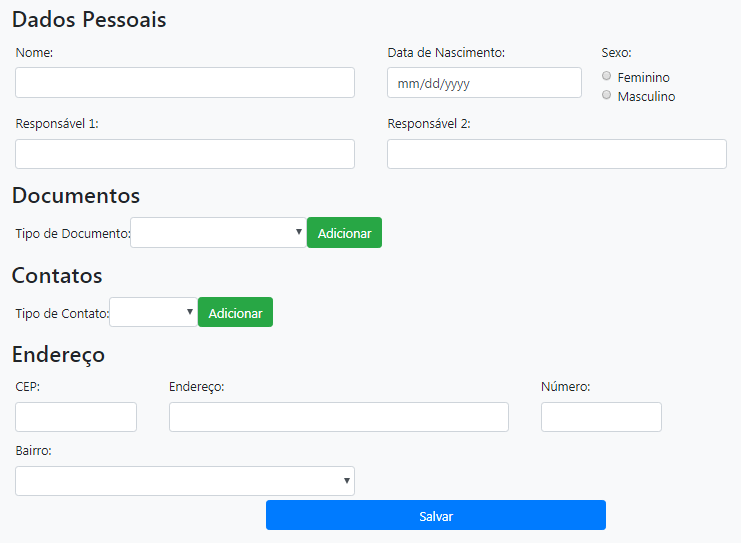 Dados Pessoais
Nome: Data de Nascimento: Sexo:
mm/dd/yyyy
Feminino
Masculino
Responsável 1: Responsável 2:
Documentos
Tipo de Documento: Adicionar
Contatos
Tipo de Contato: Adicionar
Endereço
CEP: Endereço: Número:
Bairro:
Salvar